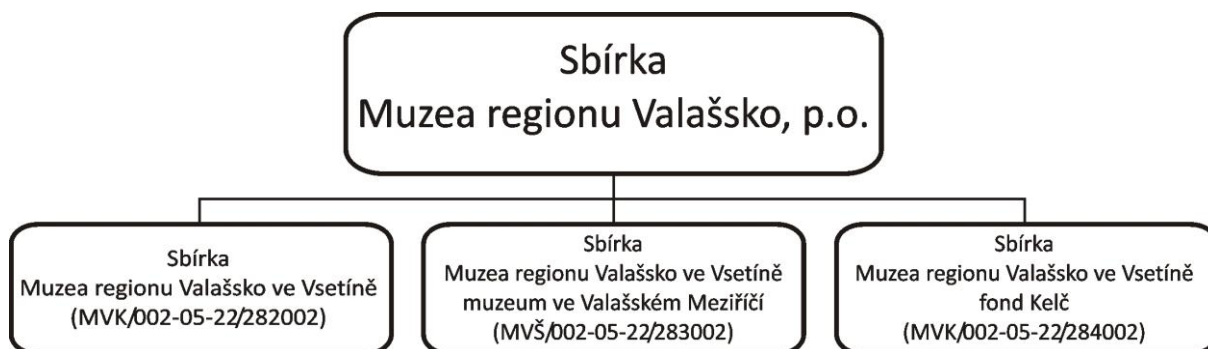 Sbírka
Muzea regionu Valašsko, p.o.
Sbírka
Muzea regionu Valašsko ve Vsetíně
(MVK/002-05-22/282002)
Sbírka
Muzea regionu Valašsko ve Vsetíně
muzeum ve Valašském Meziříčí
(MVŠ/002-05-22/283002)
Sbírka
Muzea regionu Valašsko ve Vsetíně
fond Kelč
(MVK/002-05-22/284002)